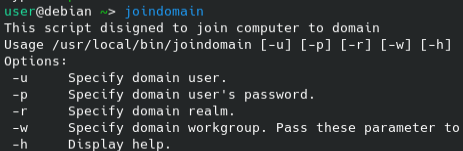 user@debian ~> joindomain
This script disigned to join computer to domain
Usage /usr/local/bin/joindomain [-u] [-p] [-r] [-w] [-h]
Options:
-u Specify domain user.
-p Specify domain user's password.
-r Specify domain realm.
-w Specify domain workgroup. Pass these parameter to
-h Display help.